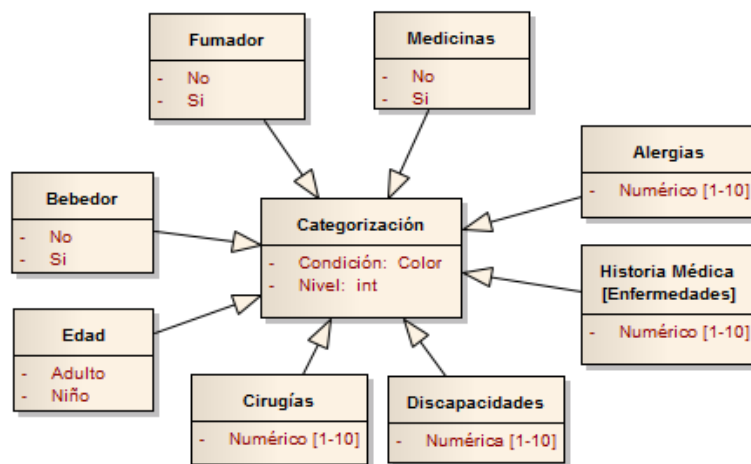 Fumador
- No
- Si
Medicinas
- No
- Si
Alergias
- Numérico [1-10]
Bebedor
- No
- Si
Categorización
- Condición: Color
- Nivel: int
Historia Médica
[Enfermedades]
- Numérico [1-10]
Edad
- Adulto
- Niño
Cirugías
- Numérico [1-10]
Discapacidades
- Numérica [1-10]